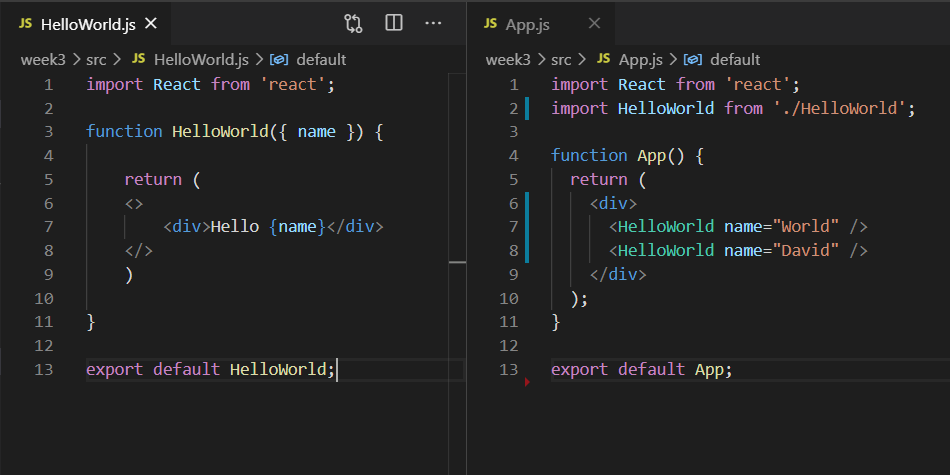 JS HelloWorld.js ×
week3 > src > JS HelloWorld.js > default
1 import React from 'react';
2
3 function HelloWorld({ name }) {
4
5     return (
6     <>
7         <div>Hello {name}</div>
8     </>
9     )
10
11 }
12
13 export default HelloWorld;
JS App.js ×
week3 > src > JS App.js > default
1 import React from 'react';
2 import HelloWorld from './HelloWorld';
3
4 function App() {
5   return (
6     <div>
7       <HelloWorld name="World" />
8       <HelloWorld name="David" />
9     </div>
10   );
11 }
12
13 export default App;